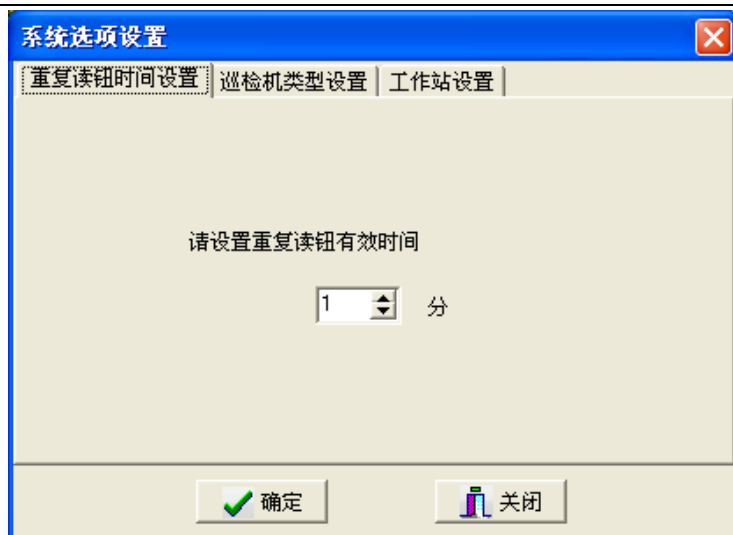 系统选项设置
重复读钮时间设置 巡检机类型设置 工作站设置
请设置重复读钮有效时间
1 分
确定 关闭